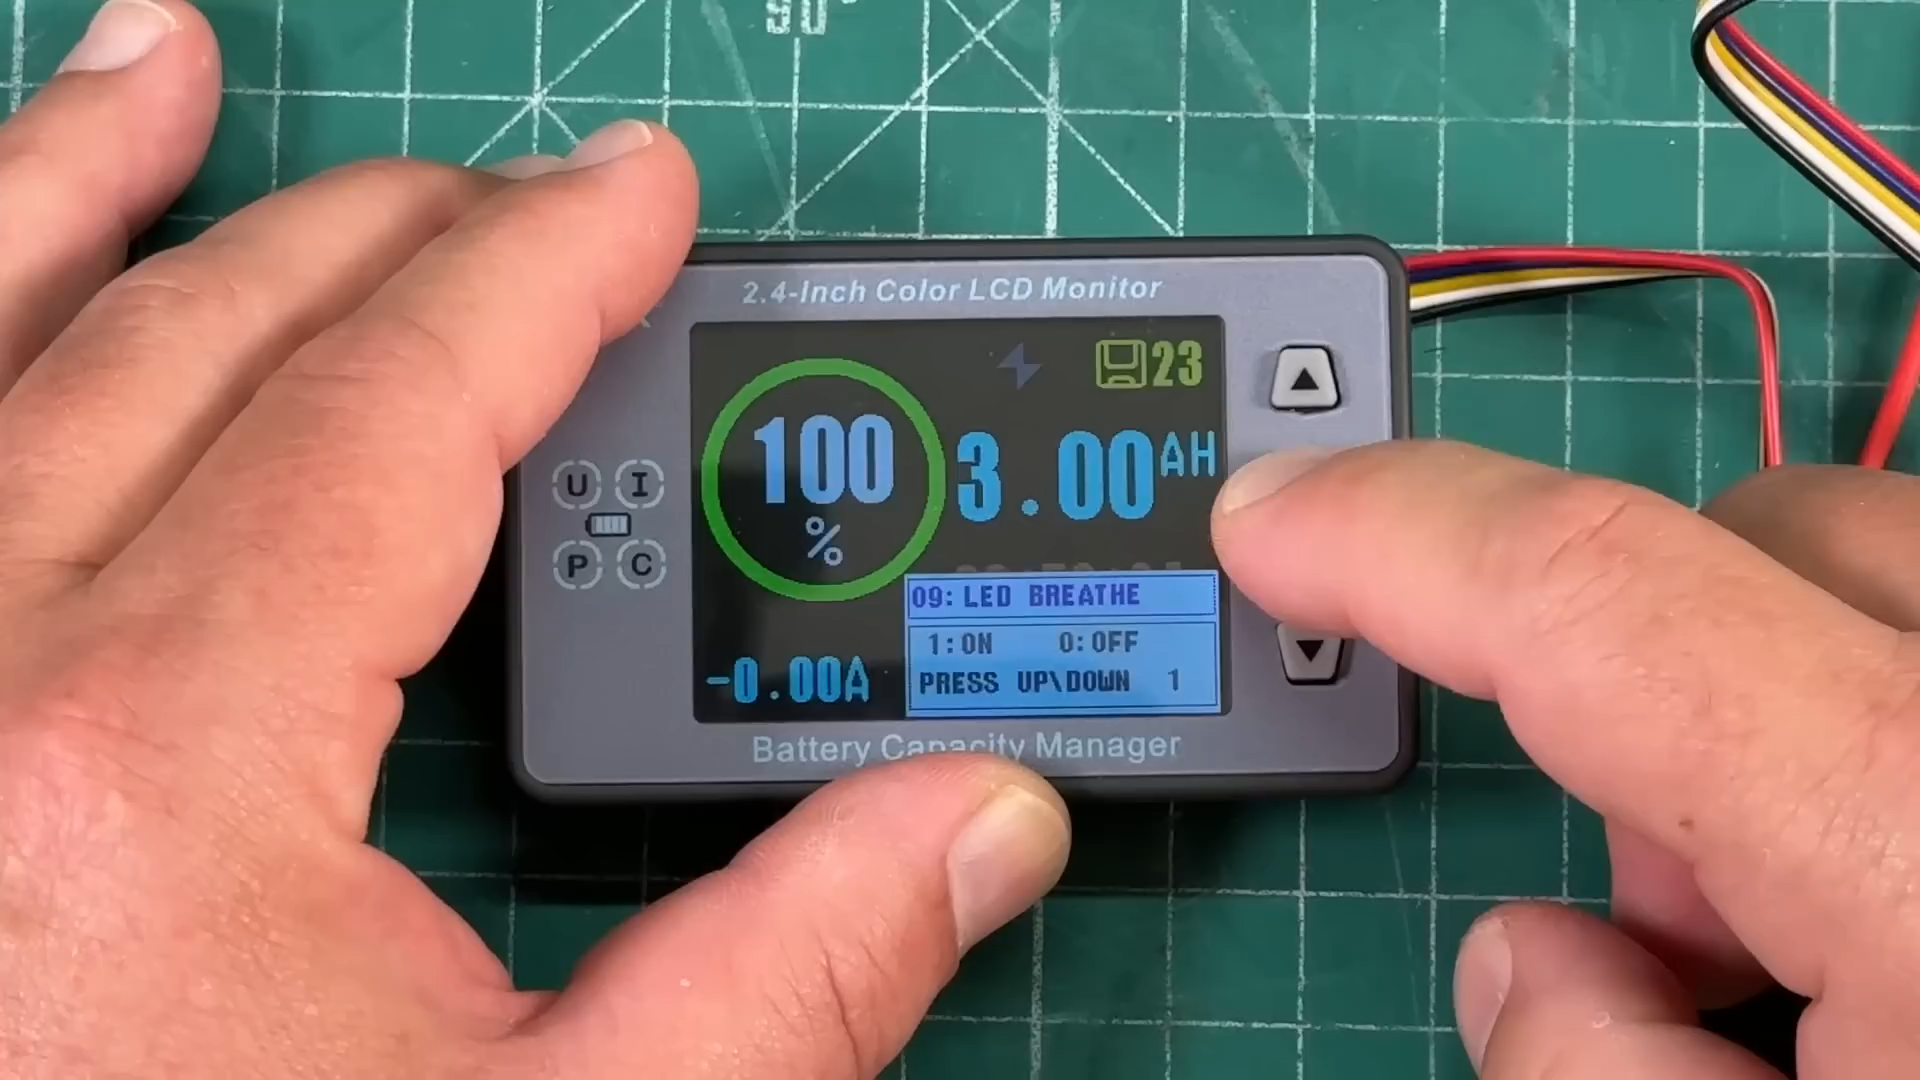 90°
2.4-Inch Color LCD Monitor
23
100
%
3.00AH
U I
P C
09: LED BREATHE
1:ON 0:OFF
-0.00A
PRESS UP\DOWN 1
Battery Capacity Manager